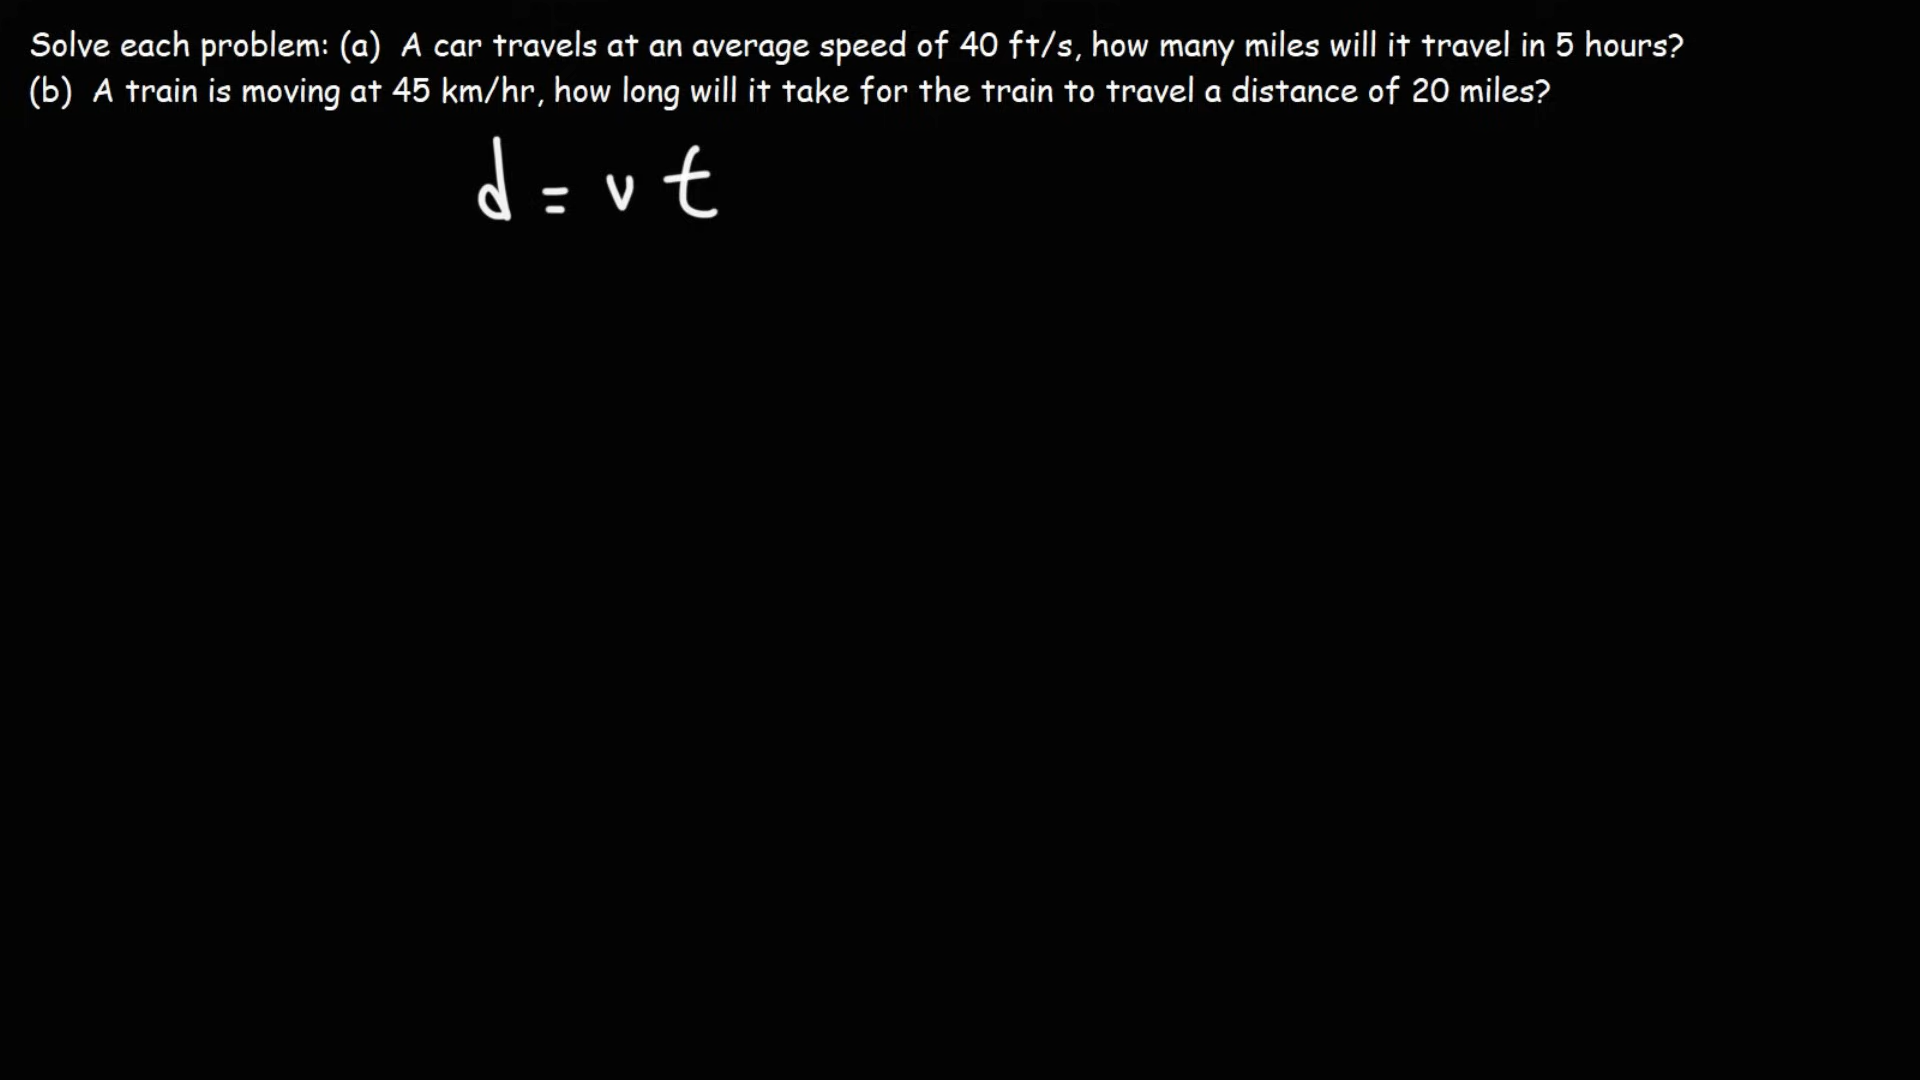 Solve each problem: (a) A car travels at an average speed of 40 ft/s, how many miles will it travel in 5 hours?
(b) A train is moving at 45 km/hr, how long will it take for the train to travel a distance of 20 miles?
d = v t